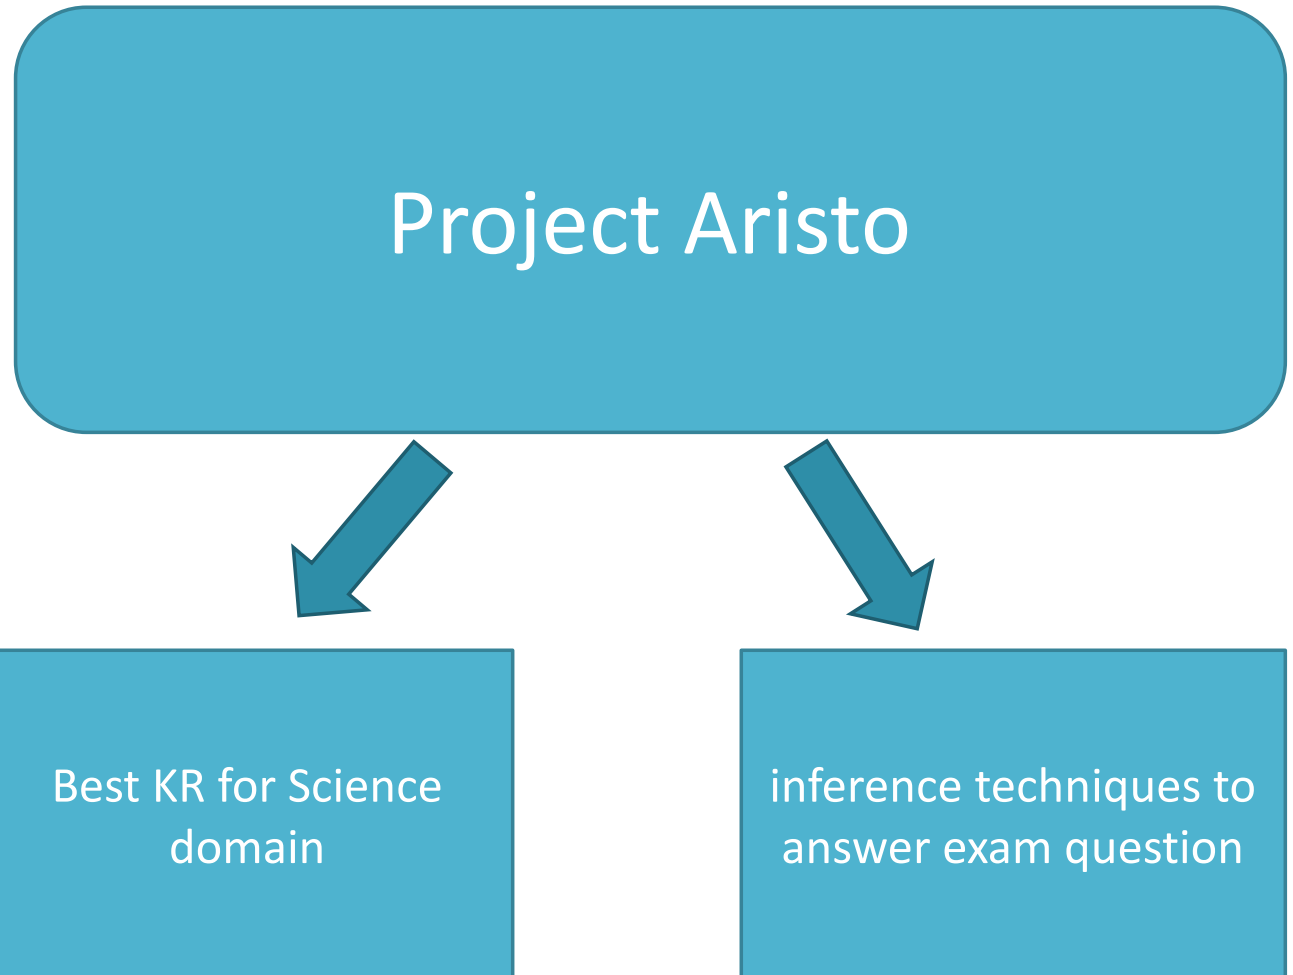 Project Aristo
Best KR for Science
domain
inference techniques to
answer exam question